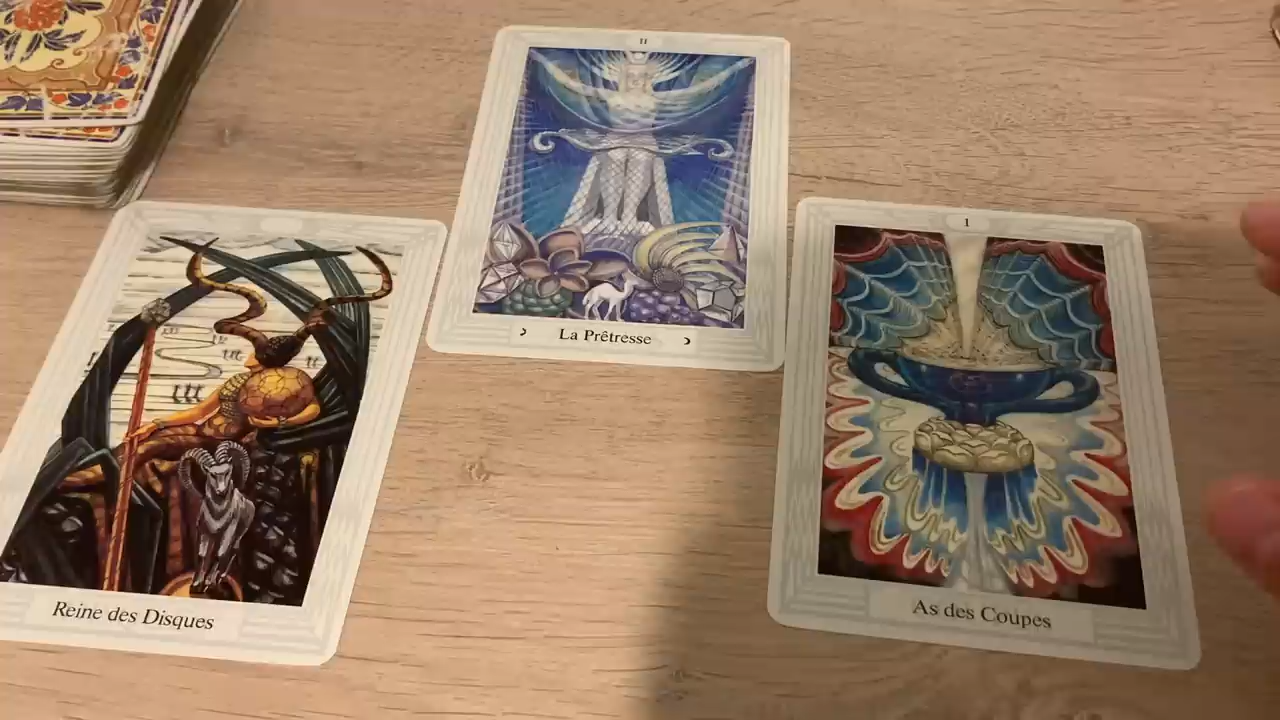 II
La Prêtresse
Reine des Disques
I
As des Coupes